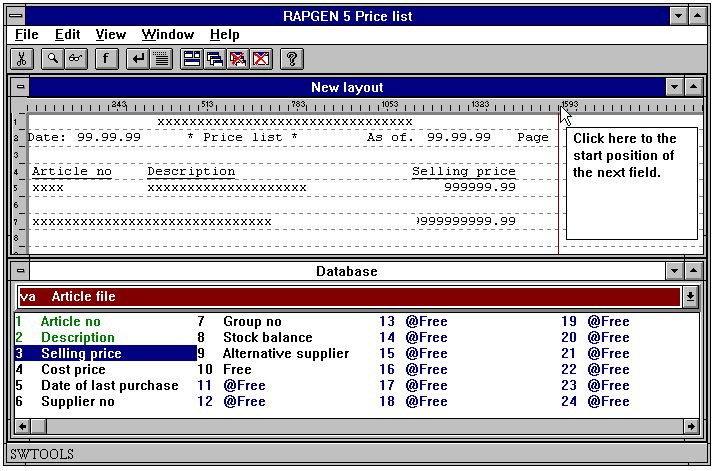 RAPGEN 5 Price list
File Edit View Window Help
f ?
New layout
243 513 783 1053 1323 1593
1 xxxxxxxxxxxxxxxxxxxxxxxxxxxxxxxx
2 Date: 99.99.99 * Price list * As of. 99.99.99 Page
3
4 Article no Description Selling price
5 xxxx xxxxxxxxxxxxxxxxxxxx 999999.99
6
7 xxxxxxxxxxxxxxxxxxxxxxxxxxxxxx 9999999999.99
8
9
Click here to the
start position of
the next field.
Database
va Article file
1 Article no 7 Group no 13 @Free 19 @Free
2 Description 8 Stock balance 14 @Free 20 @Free
3 Selling price 9 Alternative supplier 15 @Free 21 @Free
4 Cost price 10 Free 16 @Free 22 @Free
5 Date of last purchase 11 @Free 17 @Free 23 @Free
6 Supplier no 12 @Free 18 @Free 24 @Free
SWTOOLS